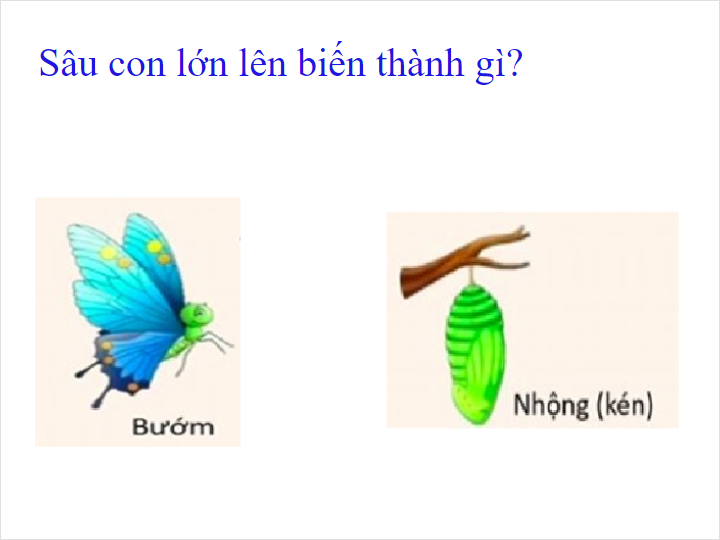 Sâu con lớn lên biến thành gì?
Bướm
Nhộng (kén)